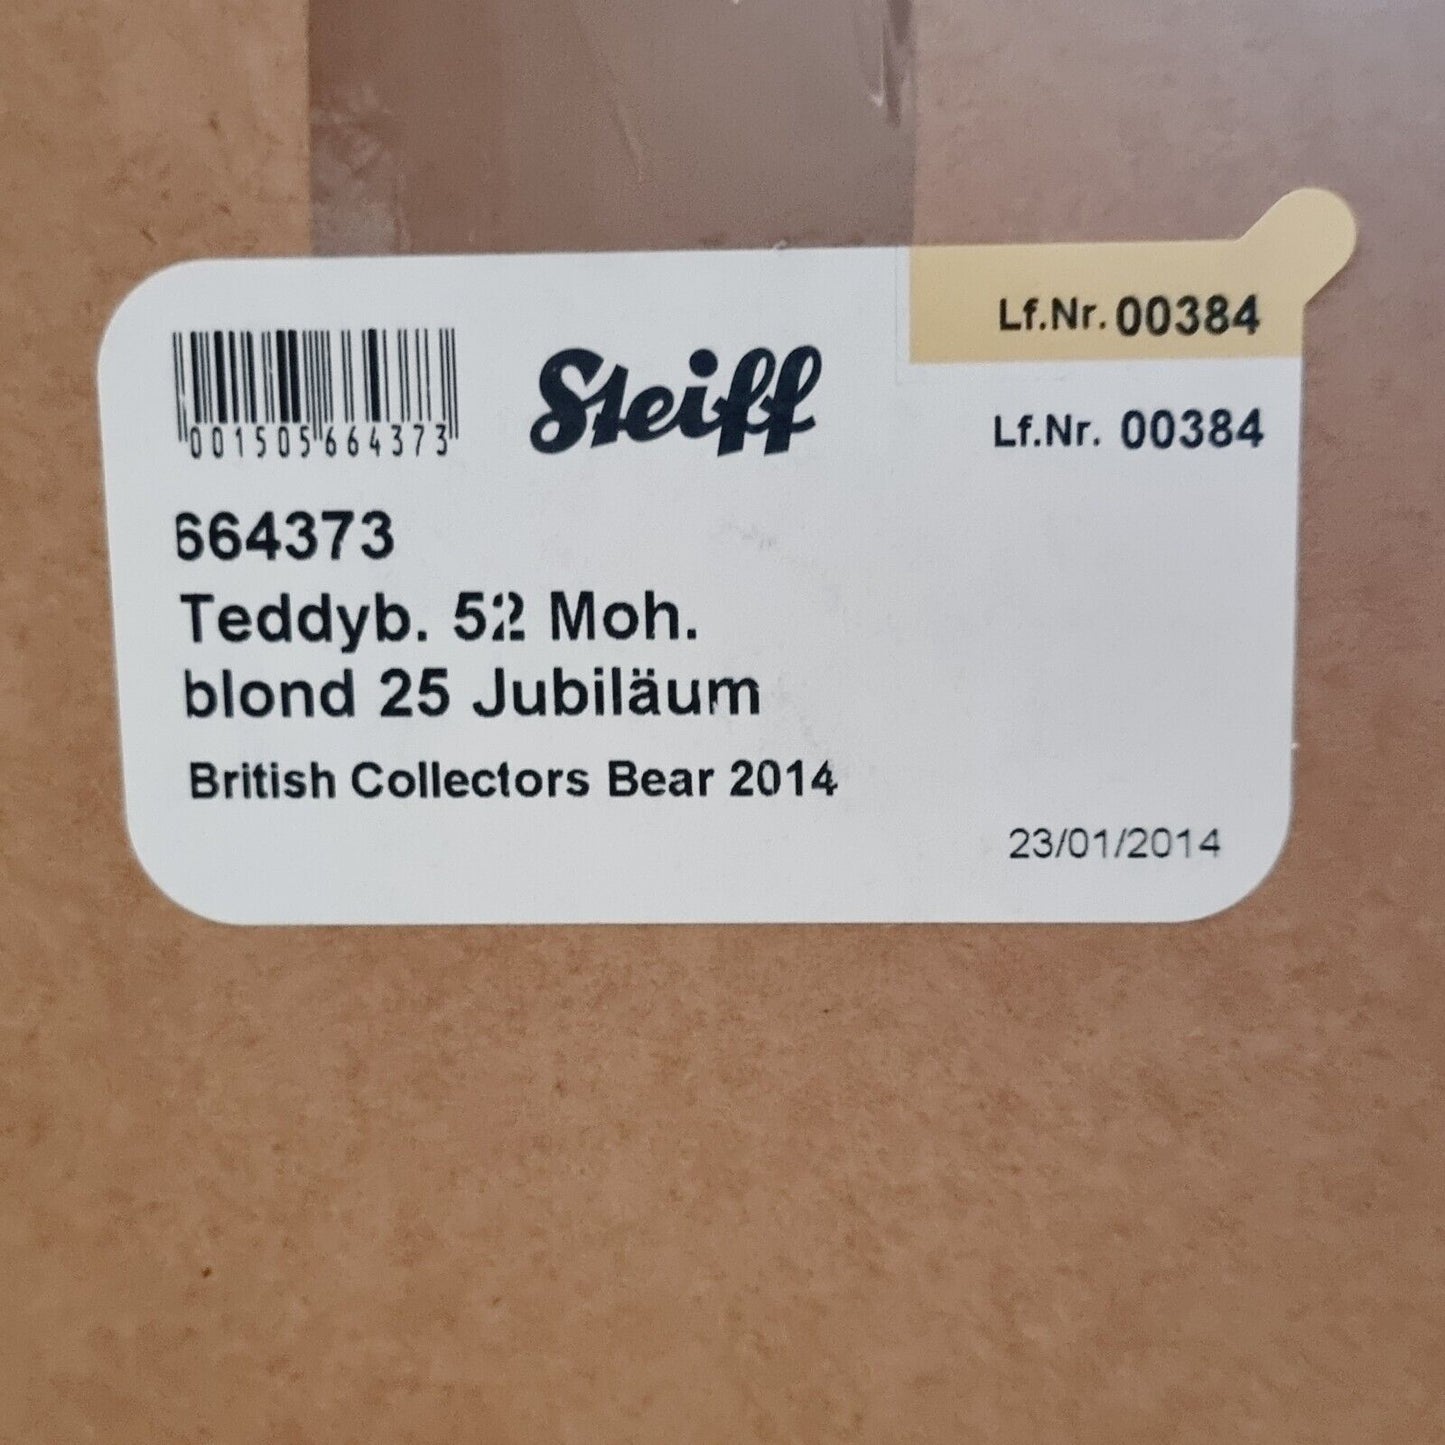 Lf.Nr. 00384
Steiff
Lf.Nr. 00384
001505664373
664373
Teddyb. 52 Moh.
blond 25 Jubiläum
British Collectors Bear 2014
23/01/2014